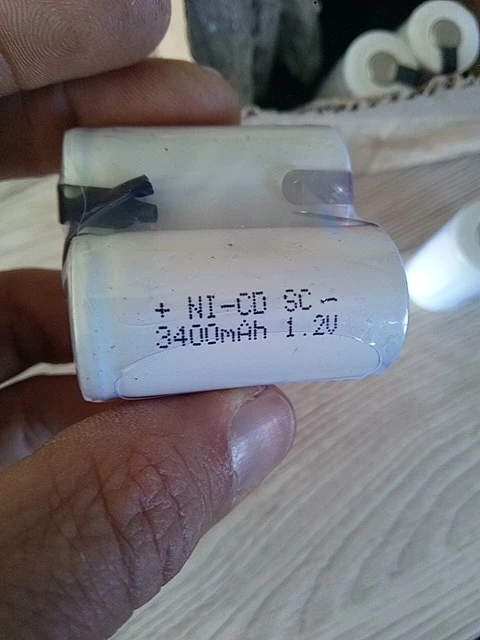 + NI-CD SC -
3400mAh 1.2V